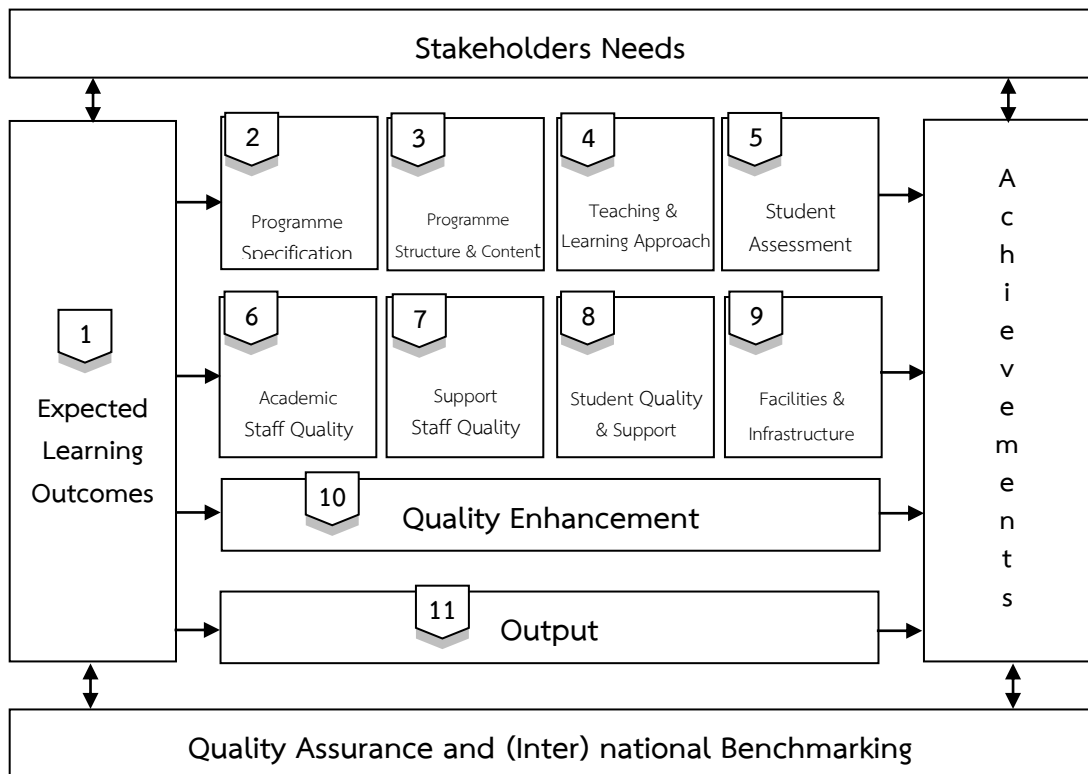 Stakeholders Needs
1
Expected
Learning
Outcomes
2
Programme
Specification
3
Programme
Structure & Content
4
Teaching &
Learning Approach
5
Student
Assessment
6
Academic
Staff Quality
7
Support
Staff Quality
8
Student Quality
& Support
9
Facilities &
Infrastructure
10
Quality Enhancement
11
Output
Achievements
Quality Assurance and (Inter) national Benchmarking